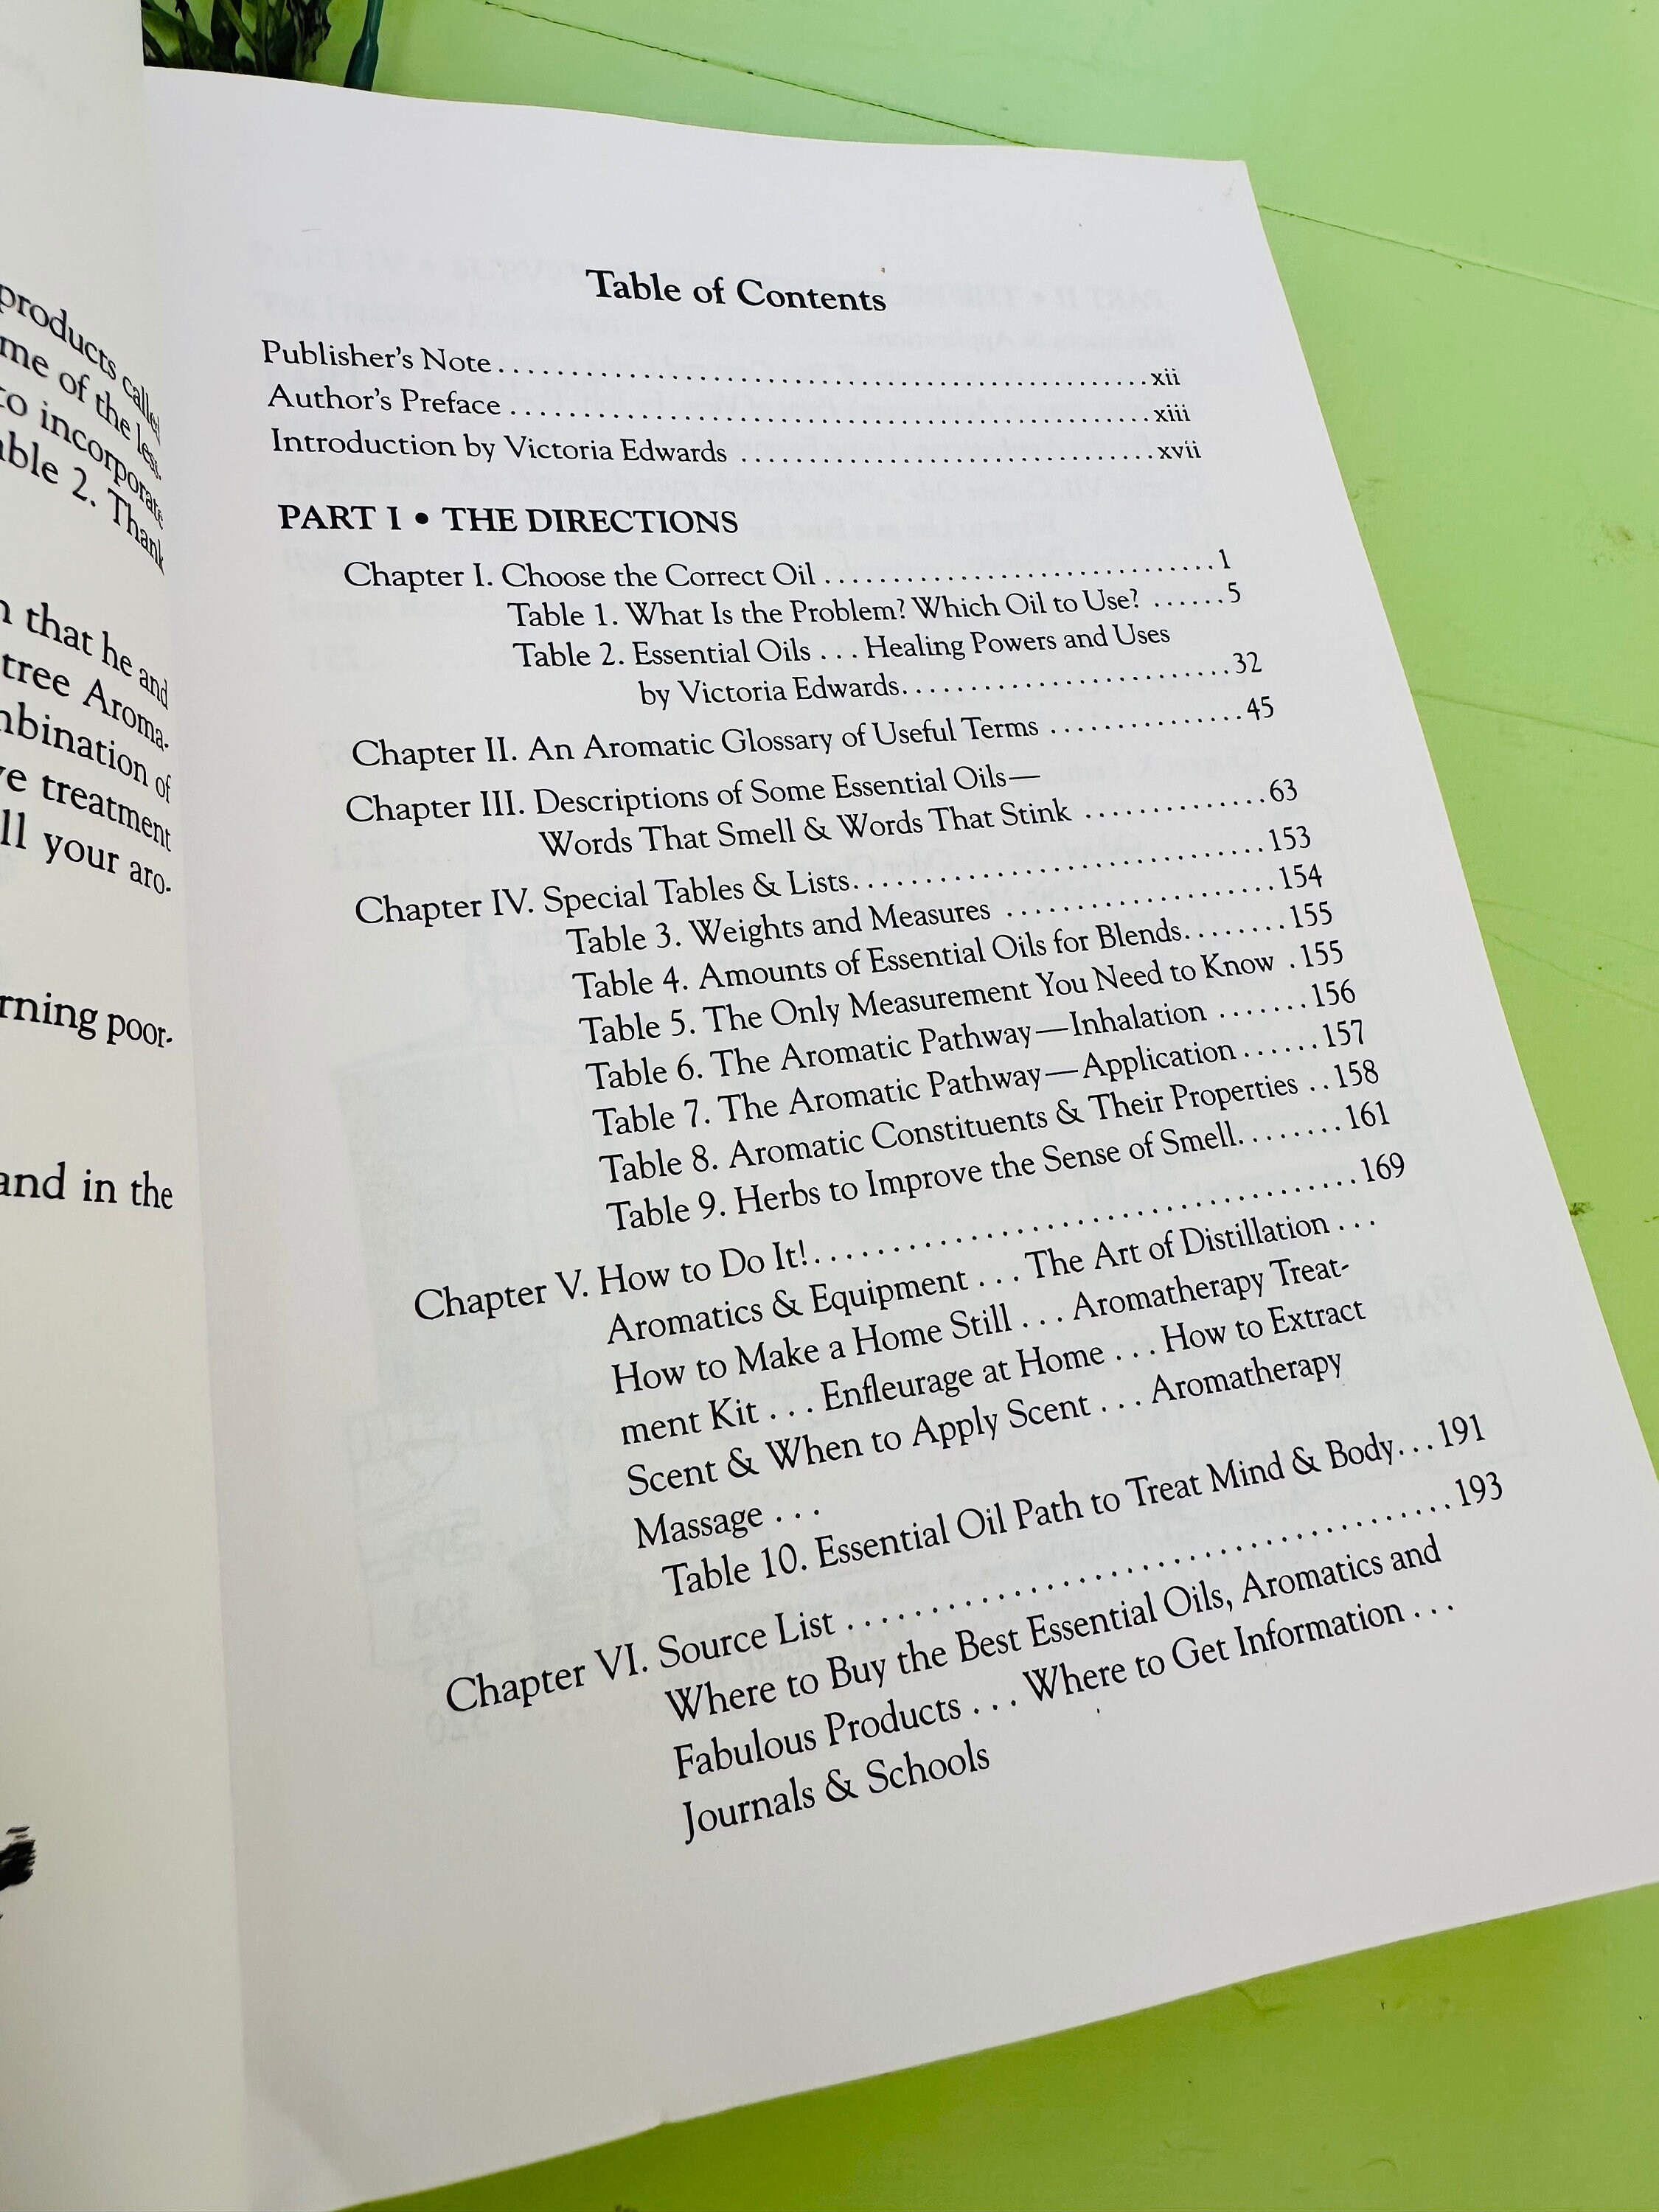 products called
me of the less
to incorporate
able 2. Thank
n that he and
tree Aroma-
mbination of
ve treatment
ll your aro-
rning poor-
and in the
Table of Contents
Publisher's Note . . . . . . . . . . . . . . . . . . . . xii
Author's Preface . . . . . . . . . . . . . . . . . . . . xiii
Introduction by Victoria Edwards . . . . . . . . . . . . . . . . . . . . xvii
PART I • THE DIRECTIONS
Chapter I. Choose the Correct Oil . . . . . . . . . . . . . . . . . . . . 1
Table 1. What Is the Problem? Which Oil to Use? . . . . . . 5
Table 2. Essential Oils . . . Healing Powers and Uses
by Victoria Edwards. . . . . . . . . . . . . . . . . . . . 32
Chapter II. An Aromatic Glossary of Useful Terms . . . . . . . . . . . . . . 45
Chapter III. Descriptions of Some Essential Oils—
Words That Smell & Words That Stink . . . . . . . . . . . . . 63
Chapter IV. Special Tables & Lists. . . . . . . . . . . . . . . . . . . . 153
Table 3. Weights and Measures . . . . . . . . . . . . . . . . . . 154
Table 4. Amounts of Essential Oils for Blends. . . . . . . . 155
Table 5. The Only Measurement You Need to Know . 155
Table 6. The Aromatic Pathway—Inhalation . . . . . . . 156
Table 7. The Aromatic Pathway—Application . . . . . . 157
Table 8. Aromatic Constituents & Their Properties . . 158
Table 9. Herbs to Improve the Sense of Smell. . . . . . . . 161
Chapter V. How to Do It!. . . . . . . . . . . . . . . . . . . . 169
Aromatics & Equipment . . . The Art of Distillation . . .
How to Make a Home Still . . . Aromatherapy Treat-
ment Kit . . . Enfleurage at Home . . . How to Extract
Scent & When to Apply Scent . . . Aromatherapy
Massage . . .
Table 10. Essential Oil Path to Treat Mind & Body. . . 191
Chapter VI. Source List . . . . . . . . . . . . . . . . . . . . 193
Where to Buy the Best Essential Oils, Aromatics and
Fabulous Products . . . Where to Get Information . . .
Journals & Schools